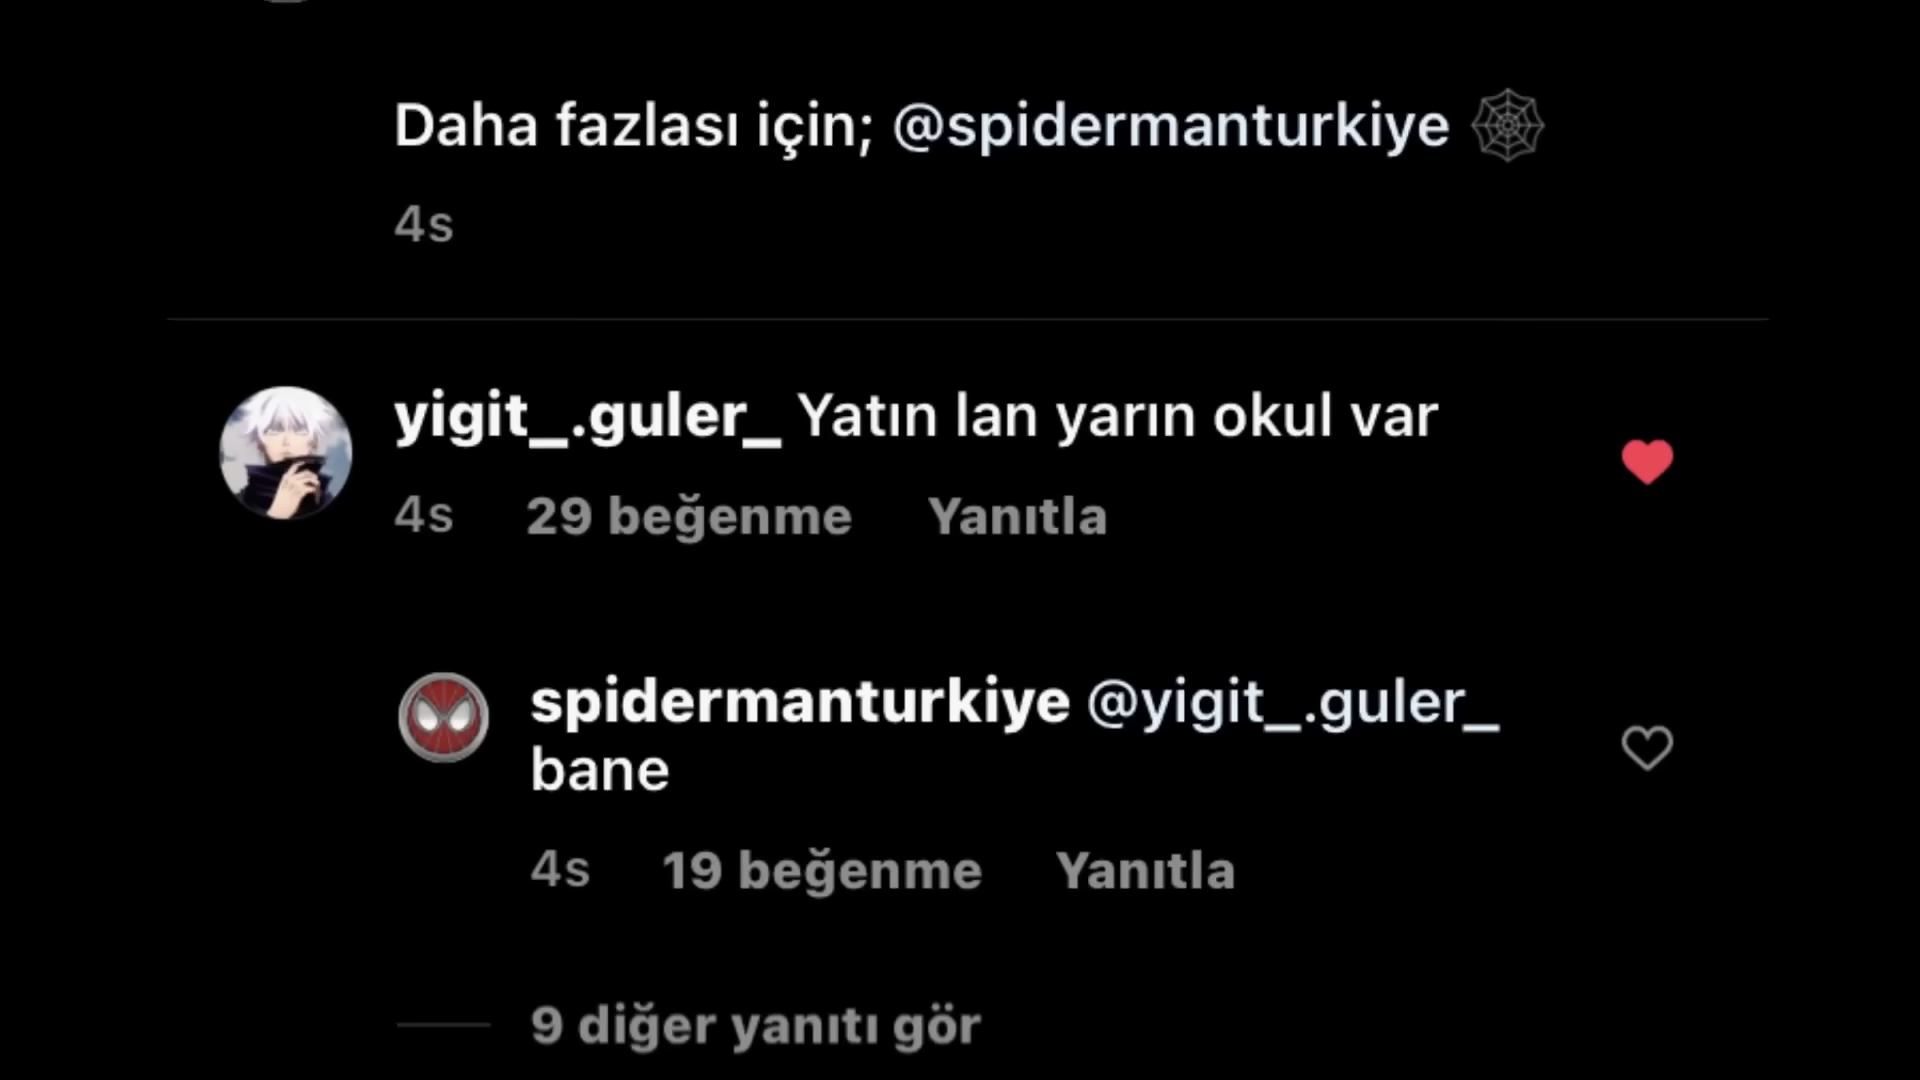 Daha fazlası için; @spidermanturkiye 🕸
4s
yigit_.guler_ Yatın lan yarın okul var
4s 29 beğenme Yanıtla
spidermanturkiye @yigit_.guler_
bane
4s 19 beğenme Yanıtla
9 diğer yanıtı gör